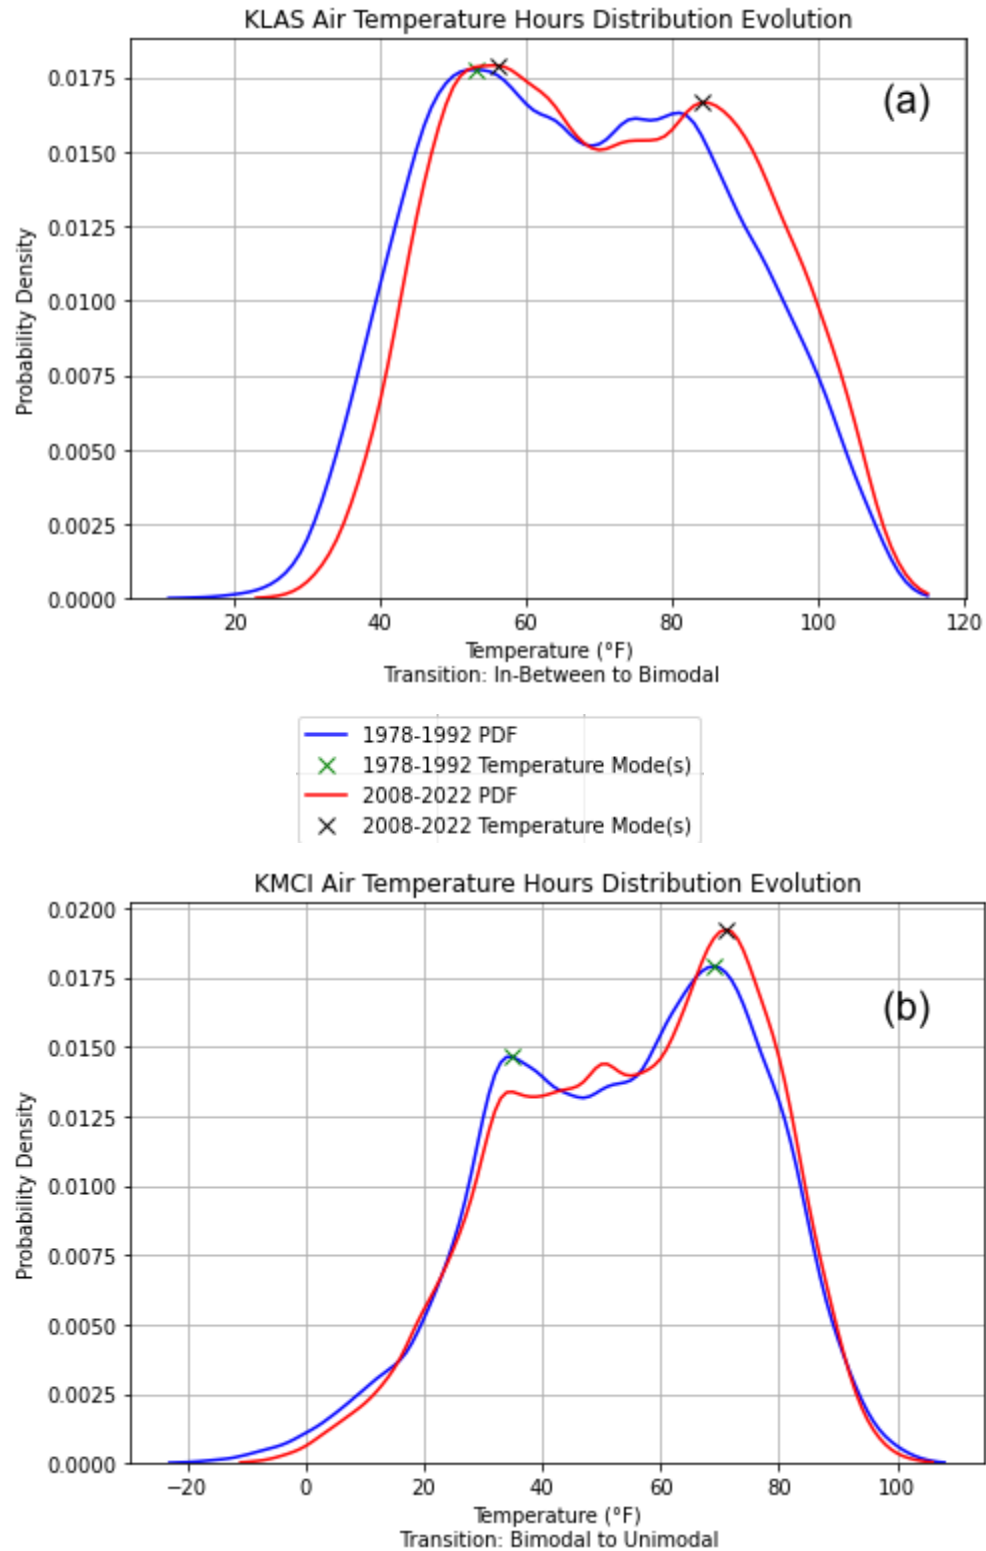 KLAS Air Temperature Hours Distribution Evolution
(a)
0.0175
0.0150
0.0125
0.0100
0.0075
0.0050
0.0025
0.0000
Probability Density
20 40 60 80 100 120
Temperature (°F)
Transition: In-Between to Bimodal
1978-1992 PDF
1978-1992 Temperature Mode(s)
2008-2022 PDF
2008-2022 Temperature Mode(s)
KMCI Air Temperature Hours Distribution Evolution
(b)
0.0200
0.0175
0.0150
0.0125
0.0100
0.0075
0.0050
0.0025
0.0000
Probability Density
−20 0 20 40 60 80 100
Temperature (°F)
Transition: Bimodal to Unimodal